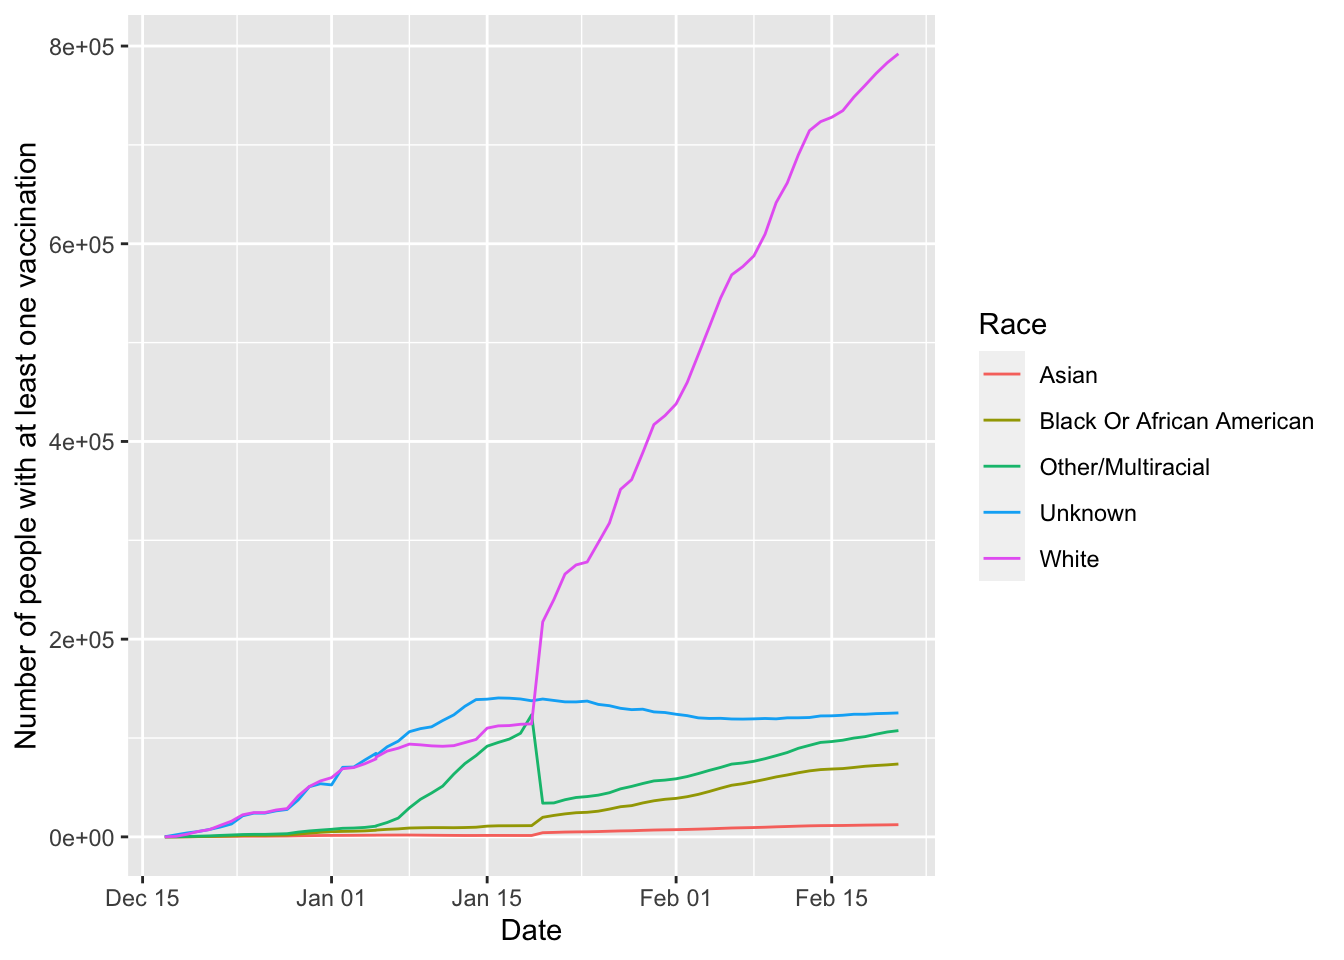 Number of people with at least one vaccination
8e+05
6e+05
4e+05
2e+05
0e+00
Dec 15 Jan 01 Jan 15 Feb 01 Feb 15
Date
Race
Asian
Black Or African American
Other/Multiracial
Unknown
White